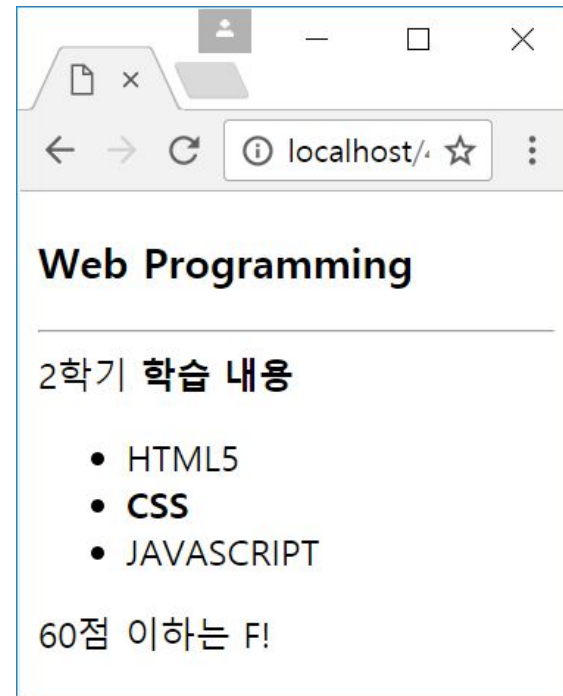 localhost/
Web Programming
2학기 학습 내용
HTML5
CSS
JAVASCRIPT
60점 이하는 F!